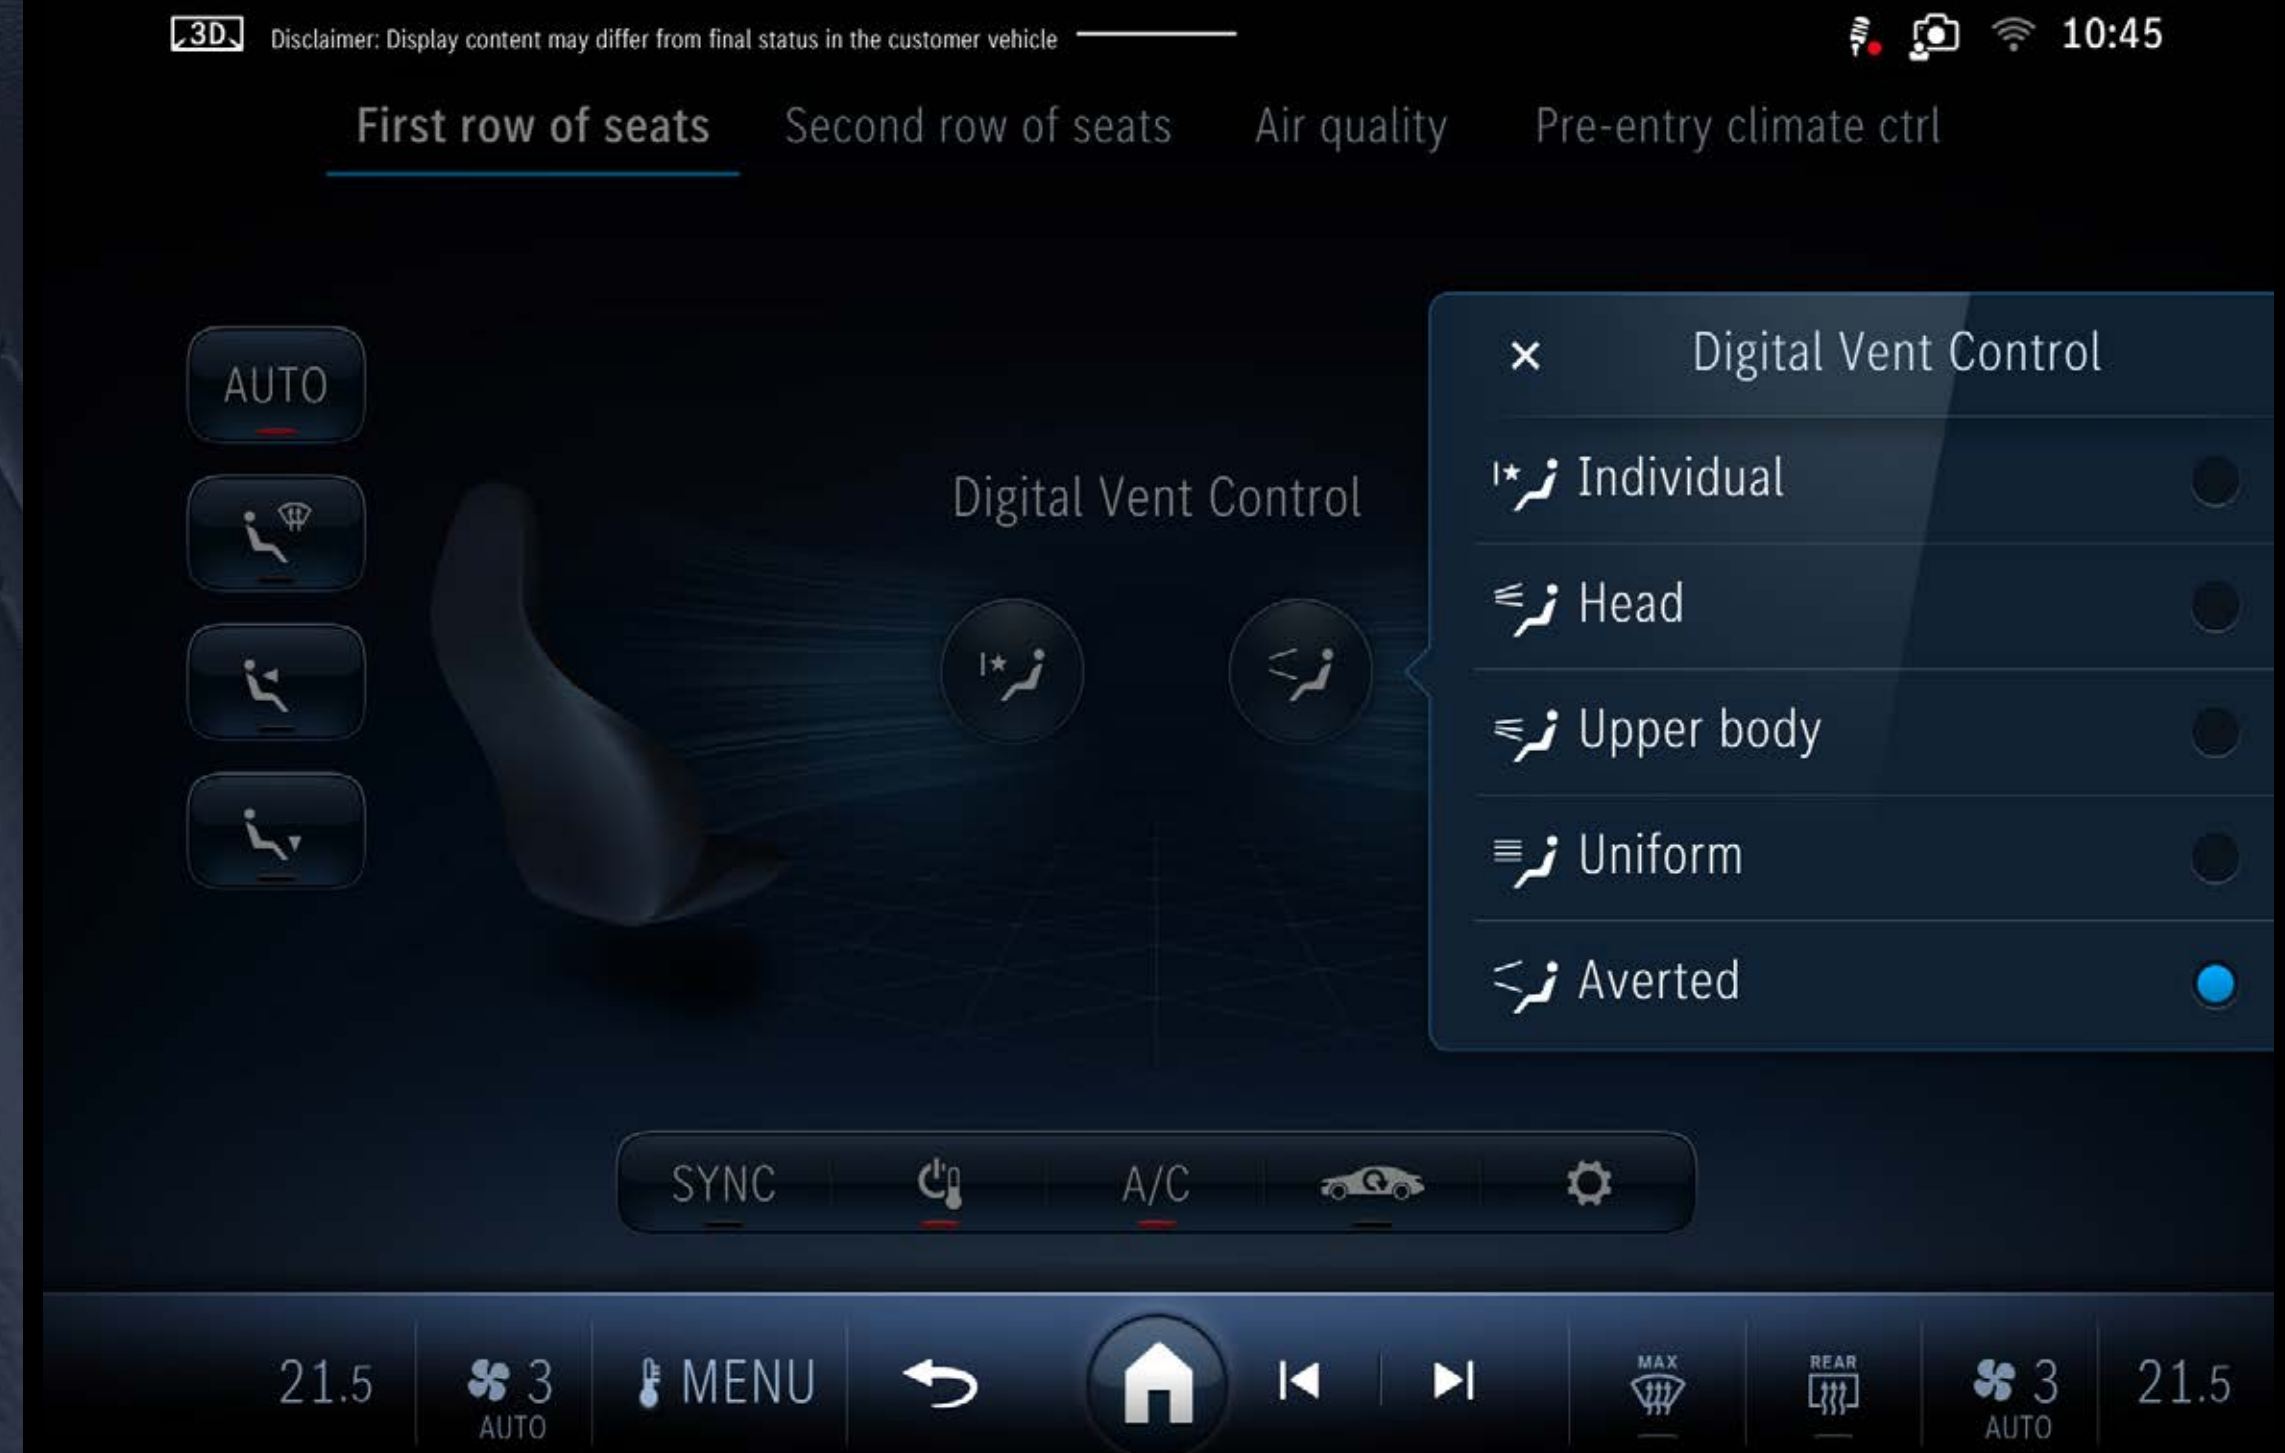 3D
Disclaimer: Display content may differ from final status in the customer vehicle
10:45
First row of seats
Second row of seats
Air quality
Pre-entry climate ctrl
AUTO
Digital Vent Control
Digital Vent Control
Individual
Head
Upper body
Uniform
Averted
SYNC
A/C
21.5
3
AUTO
MENU
MAX
REAR
3
AUTO
21.5